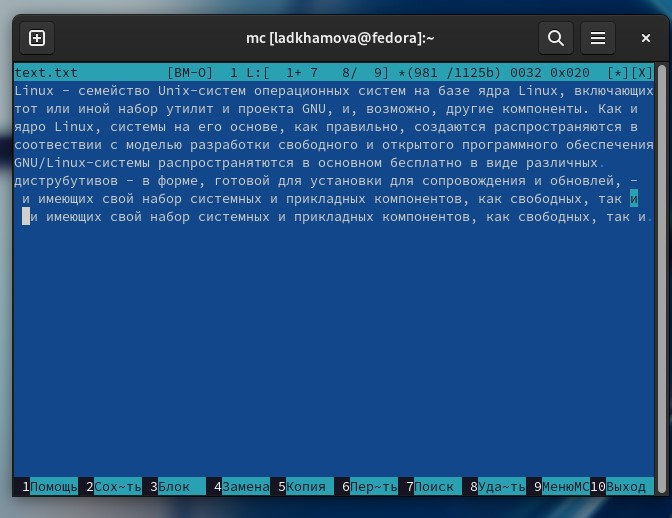 mc [ladkhamova@fedora]:~
text.txt [BM-O] 1 L:[ 1+ 7 8/ 9] *(981 /1125b) 0032 0x020 [*][X]
Linux – семейство Unix-систем операционных систем на базе ядра Linux, включающих
тот или иной набор утилит и проекта GNU, и, возможно, другие компоненты. Как и
ядро Linux, системы на его основе, как правильно, создаются распространяются в
соотвествии с моделью разработки свободного и открытого программного обеспечения
GNU/Linux-системы распространятются в основном бесплатно в виде различных.
диструбутивов – в форме, готовой для установки для сопровождения и обновлей, –
и имеющих свой набор системных и прикладных компонентов, как свободных, так и
и имеющих свой набор системных и прикладных компонентов, как свободных, так и.
1Помощь 2Сох~ть 3Блок 4Замена 5Копия 6Пер~ть 7Поиск 8Уда~ть 9МенюMC 10Выход